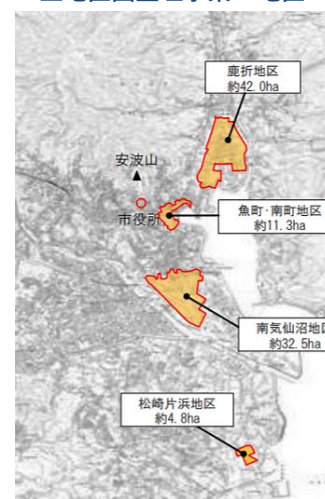 鹿折地区
約42.0ha
安波山
市役所
魚町・南町地区
約11.3ha
南気仙沼地区
約32.5ha
松崎片浜地区
約4.8ha